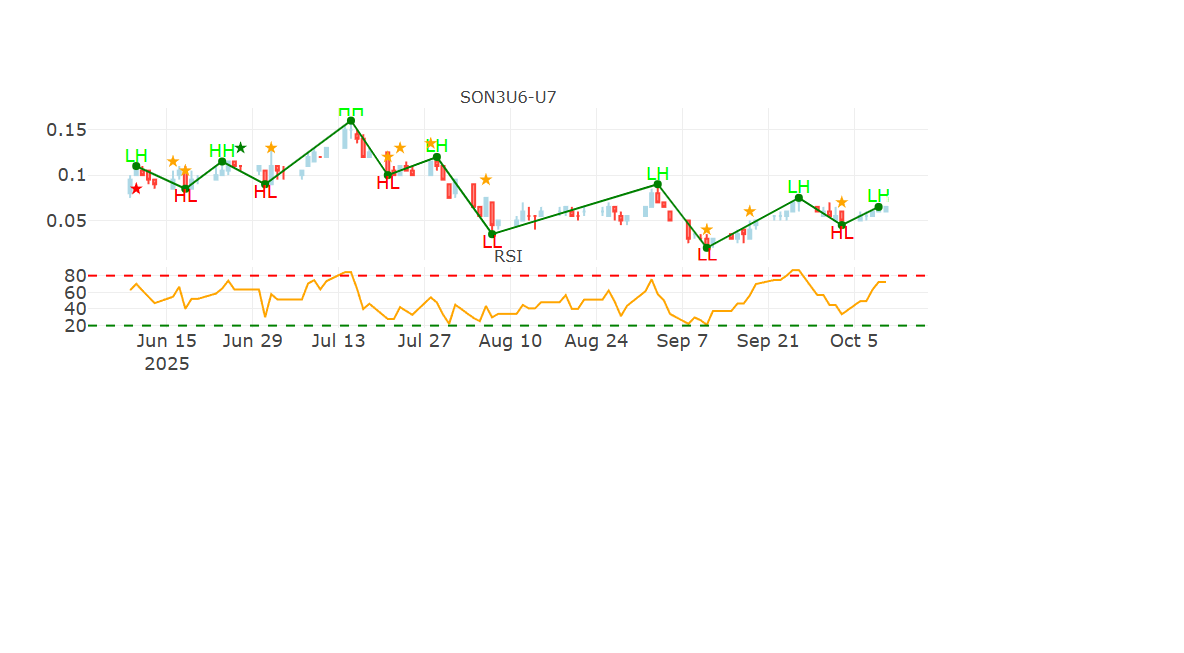 SON3U6-U7
HH
0.15
LH
HH
LH
0.1
LH
HL
HL
HL
LH
LH
0.05
HL
LL
LL
RSI
80
60
40
20
Jun 15 Jun 29 Jul 13 Jul 27 Aug 10 Aug 24 Sep 7 Sep 21 Oct 5
2025